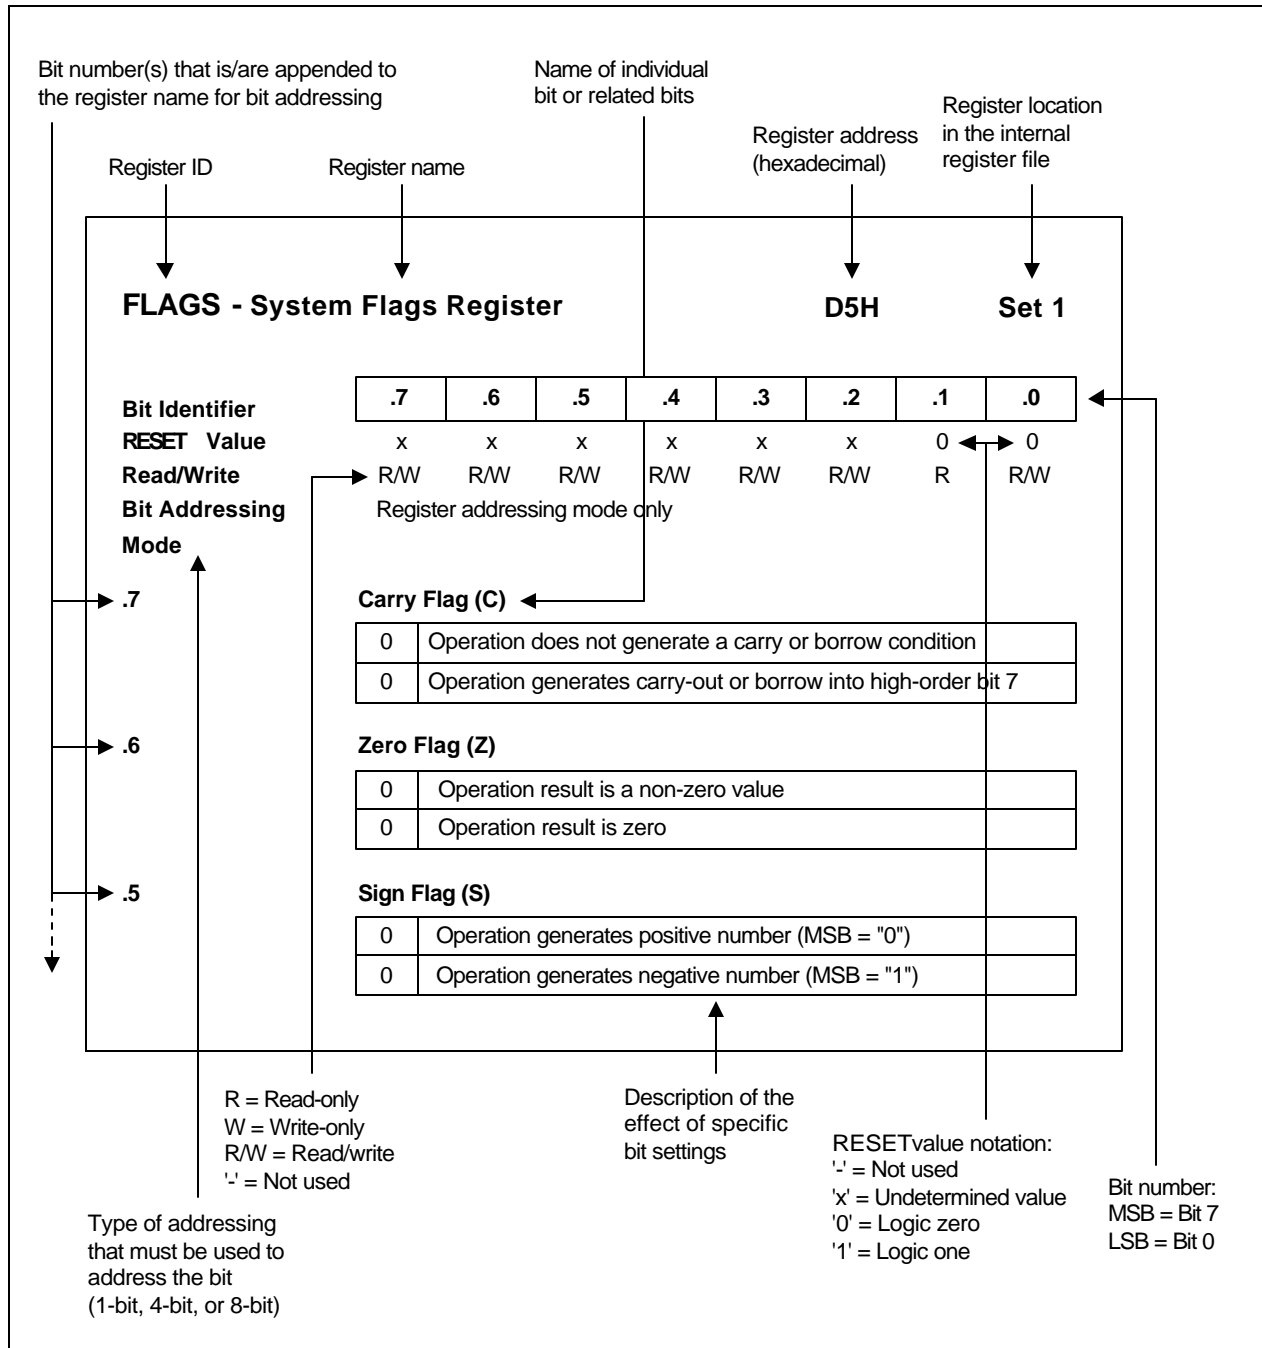 Bit number(s) that is/are appended to
the register name for bit addressing
Name of individual
bit or related bits
Register address
(hexadecimal)
Register location
in the internal
register file
Register ID
Register name
FLAGS - System Flags Register D5H Set 1
Bit Identifier .7 .6 .5 .4 .3 .2 .1 .0
RESET Value x x x x x x 0 0
Read/Write R/W R/W R/W R/W R/W R/W R R/W
Bit Addressing Register addressing mode only
Mode
.7 Carry Flag (C)
0 Operation does not generate a carry or borrow condition
0 Operation generates carry-out or borrow into high-order bit 7
.6 Zero Flag (Z)
0 Operation result is a non-zero value
0 Operation result is zero
.5 Sign Flag (S)
0 Operation generates positive number (MSB = "0")
0 Operation generates negative number (MSB = "1")
R = Read-only
W = Write-only
R/W = Read/write
'-' = Not used
Description of the
effect of specific
bit settings
RESETvalue notation:
'-' = Not used
'x' = Undetermined value
'0' = Logic zero
'1' = Logic one
Bit number:
MSB = Bit 7
LSB = Bit 0
Type of addressing
that must be used to
address the bit
(1-bit, 4-bit, or 8-bit)